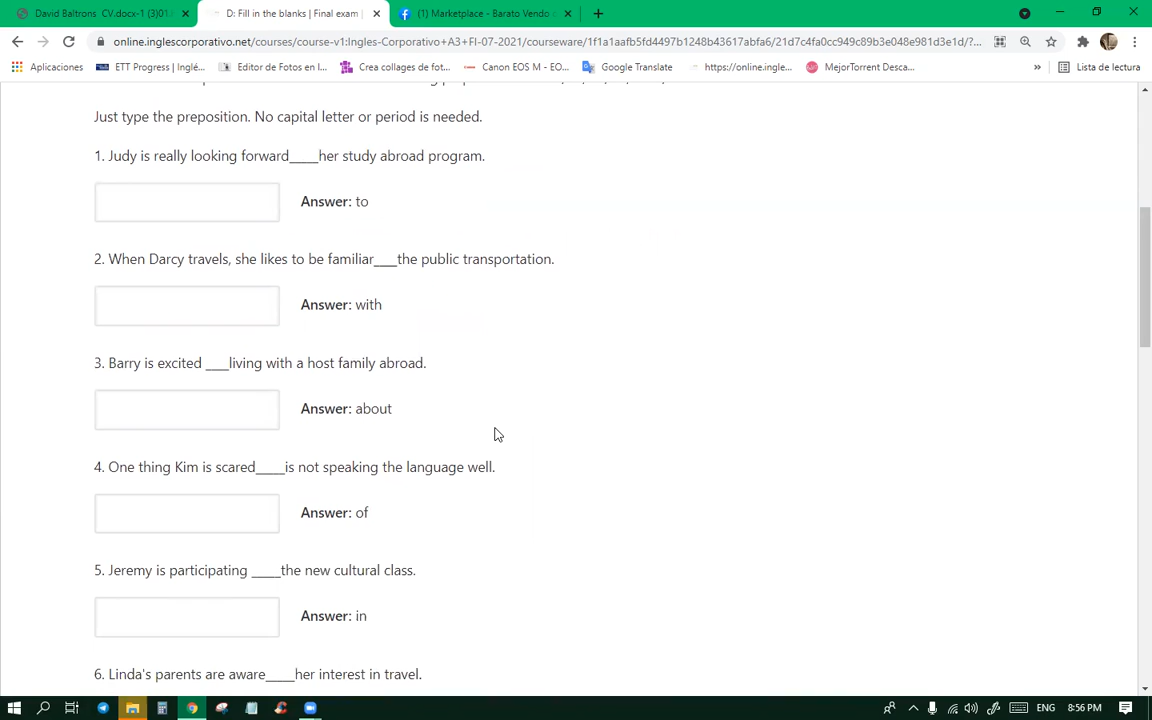 David Baltrons CV.docx-1 (3)01.
D: Fill in the blanks | Final exam
(1) Marketplace - Barato Vendo
online.inglescorporativo.net/courses/course-v1:Ingles-Corporativo+A3+FI-07-2021/courseware/1f1a1aafb5fd4497b1248b43617abfa6/21d7c4fa0cc949c89b3e048e981d3e1d/?...
Aplicaciones
ETT Progress | Inglé...
Editor de Fotos en l...
Crea collages de fot...
Canon EOS M - EO...
Google Translate
https://online.ingle...
MejorTorrent Desca...
»
Lista de lectura
Just type the preposition. No capital letter or period is needed.
1. Judy is really looking forward____her study abroad program.
Answer: to
2. When Darcy travels, she likes to be familiar___the public transportation.
Answer: with
3. Barry is excited ___living with a host family abroad.
Answer: about
4. One thing Kim is scared____is not speaking the language well.
Answer: of
5. Jeremy is participating ____the new cultural class.
Answer: in
6. Linda's parents are aware____her interest in travel.
ENG
8:56 PM